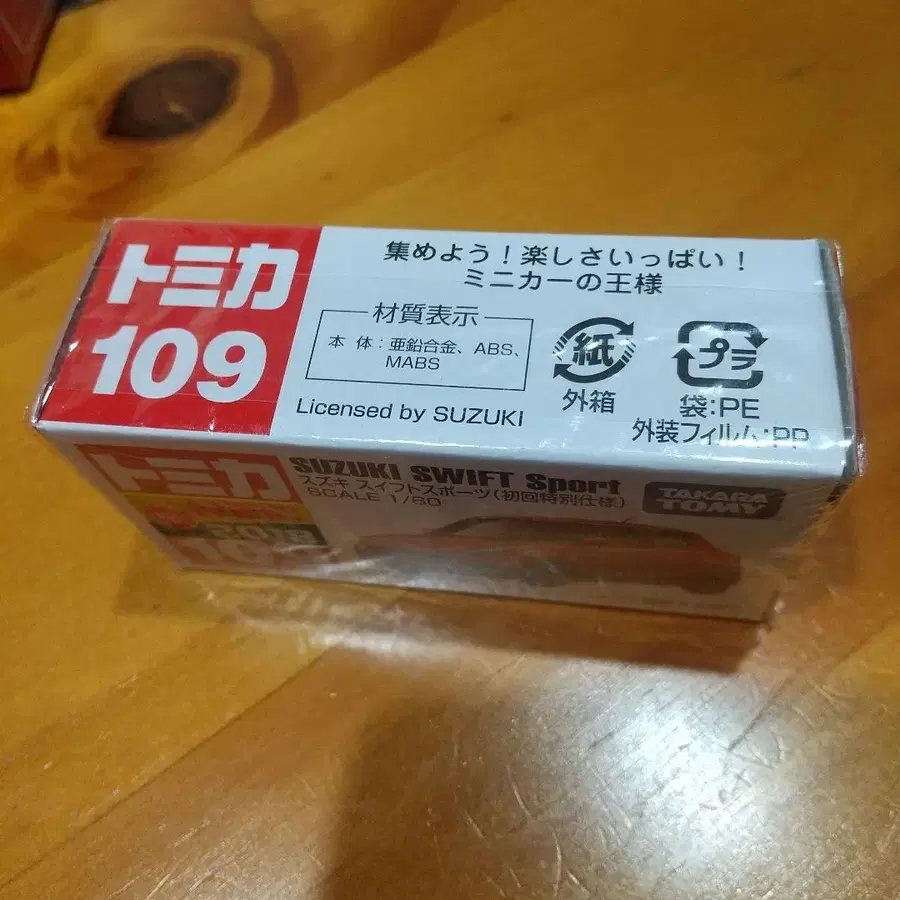 トミカ
109
集めよう！楽しさいっぱい！
ミニカーの王様
材質表示
本 体：亜鉛合金、ABS、
MABS
Licensed by SUZUKI
紙
外箱
プラ
袋:PE
外装フィルム:PP
トミカ
SUZUKI SWIFT Sport
スズキ スイフトスポーツ(初回特別仕様)
SCALE 1/60
TAKARA
TOMY